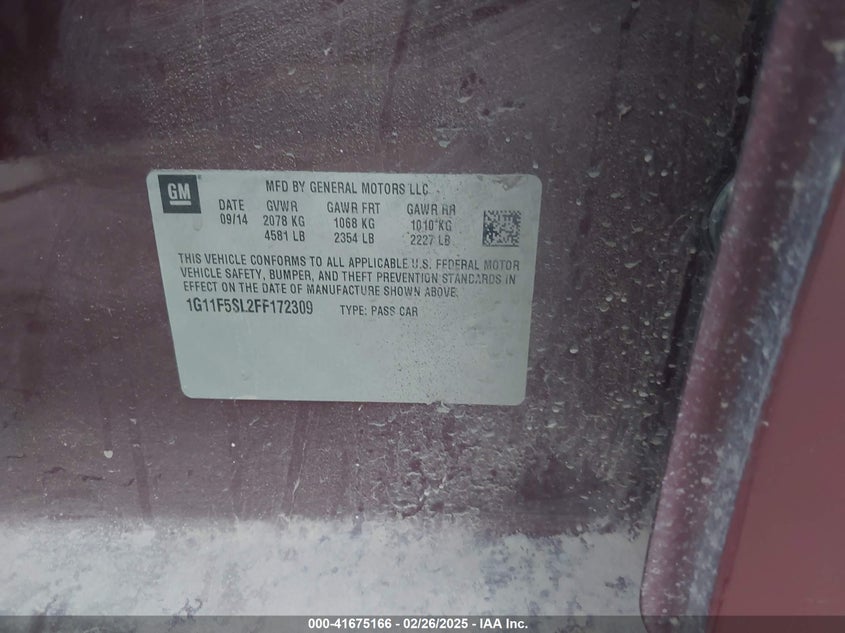 GM
MFD BY GENERAL MOTORS LLC
DATE GVWR GAWR FRT GAWR RR
09/14 2078 KG 1068 KG 1010 KG
4581 LB 2354 LB 2227 LB
THIS VEHICLE CONFORMS TO ALL APPLICABLE U.S. FEDERAL MOTOR
VEHICLE SAFETY, BUMPER, AND THEFT PREVENTION STANDARDS IN
EFFECT ON THE DATE OF MANUFACTURE SHOWN ABOVE.
1G11F5SL2FF172309 TYPE: PASS CAR
000-41675166 - 02/26/2025 - IAA Inc.